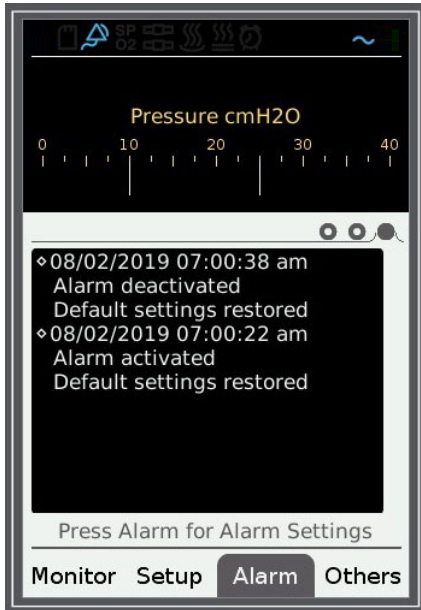 SP
O2
Pressure cmH2O
0 10 20 30 40
08/02/2019 07:00:38 am
Alarm deactivated
Default settings restored
08/02/2019 07:00:22 am
Alarm activated
Default settings restored
Press Alarm for Alarm Settings
Monitor Setup Alarm Others